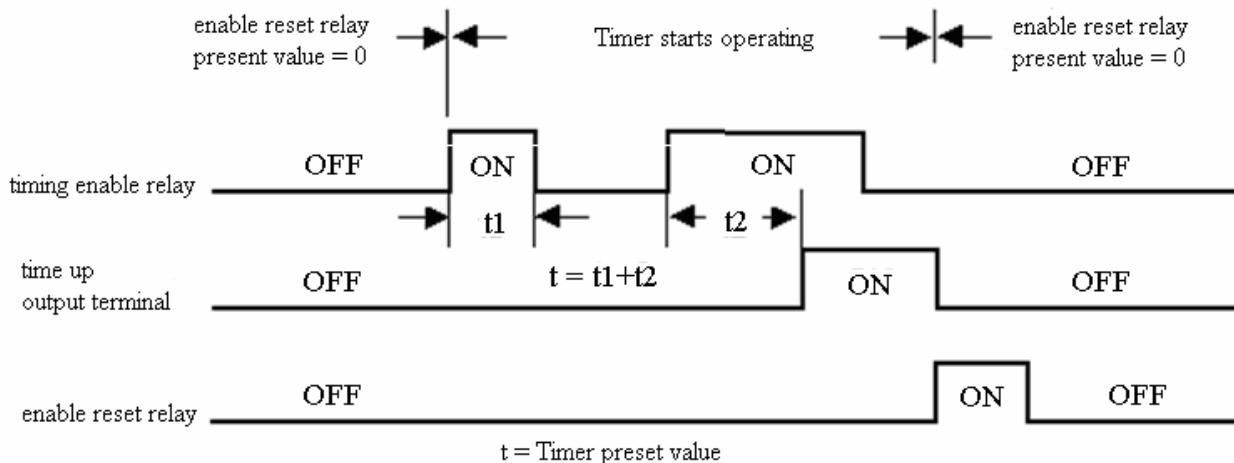 enable reset relay
present value = 0
Timer starts operating
enable reset relay
present value = 0
timing enable relay
OFF
ON
ON
OFF
t1
t2
time up
output terminal
OFF
t = t1+t2
ON
OFF
enable reset relay
OFF
ON
OFF
t = Timer preset value